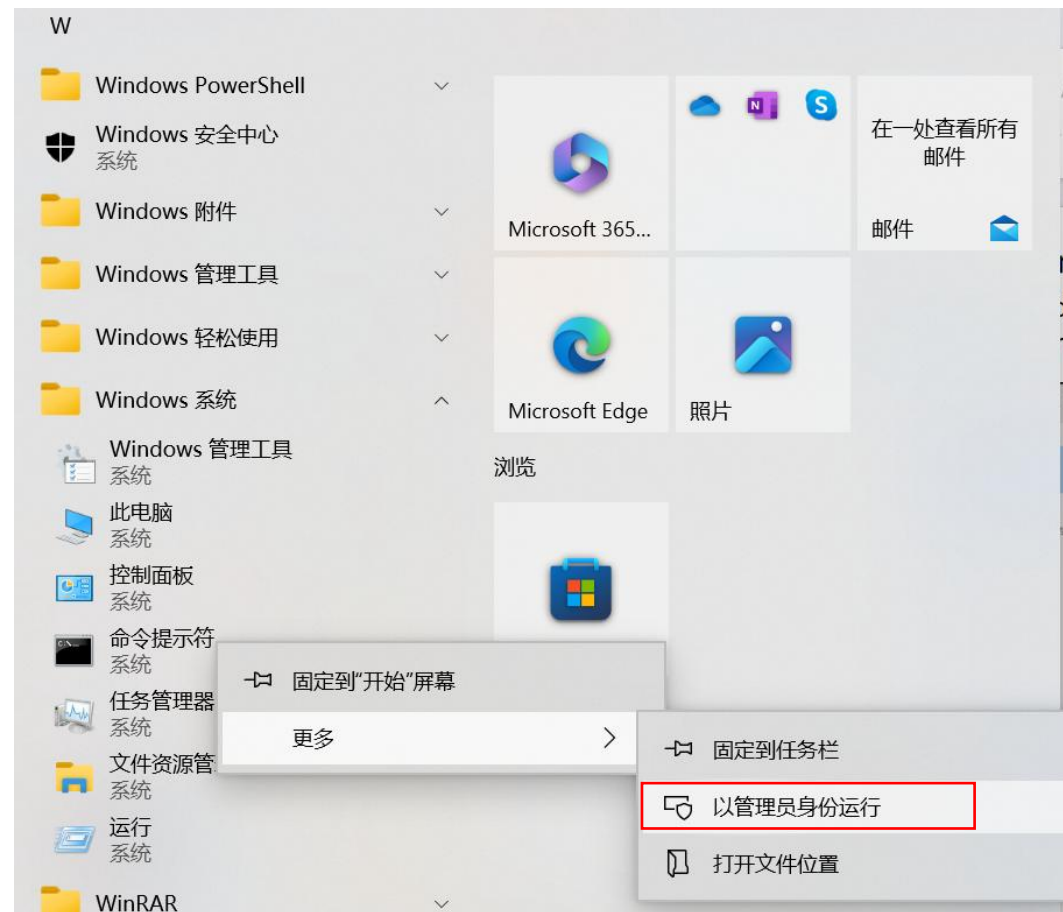 W
Windows PowerShell
Windows 安全中心
系统
Windows 附件
Windows 管理工具
Windows 轻松使用
Windows 系统
Windows 管理工具
系统
此电脑
系统
控制面板
系统
命令提示符
系统
任务管理器
系统
文件资源管
系统
运行
系统
WinRAR
在一处查看所有
邮件
Microsoft 365...
邮件
Microsoft Edge
照片
浏览
固定到“开始”屏幕
更多
固定到任务栏
以管理员身份运行
打开文件位置